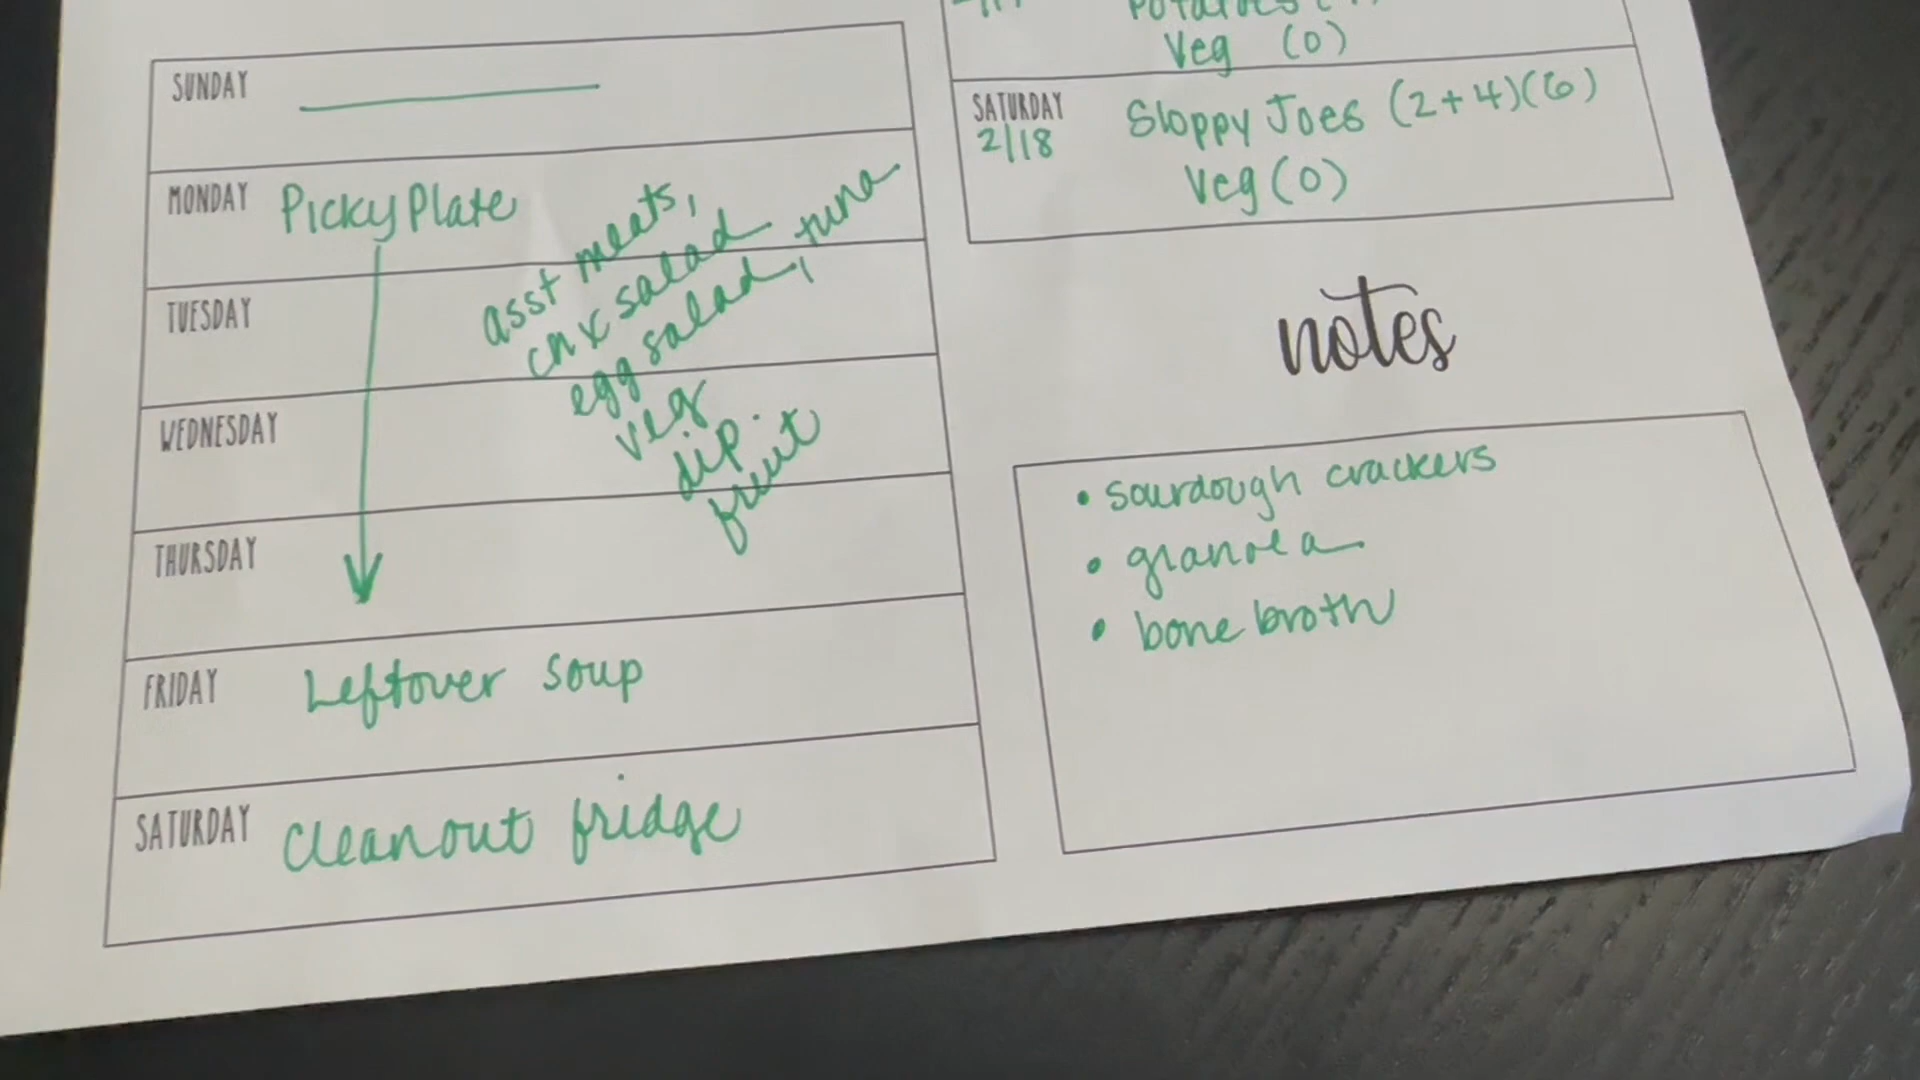 SUNDAY
MONDAY Picky Plate
asst meats,
chx salad
egg salad, tuna
veg
dip
fruit
TUESDAY
WEDNESDAY
THURSDAY
FRIDAY Leftover soup
SATURDAY Cleanout fridge
Veg (0)
SATURDAY Sloppy Joes (2+4)(6)
2/18 Veg (0)
notes
• sourdough crackers
• granola
• bone broth